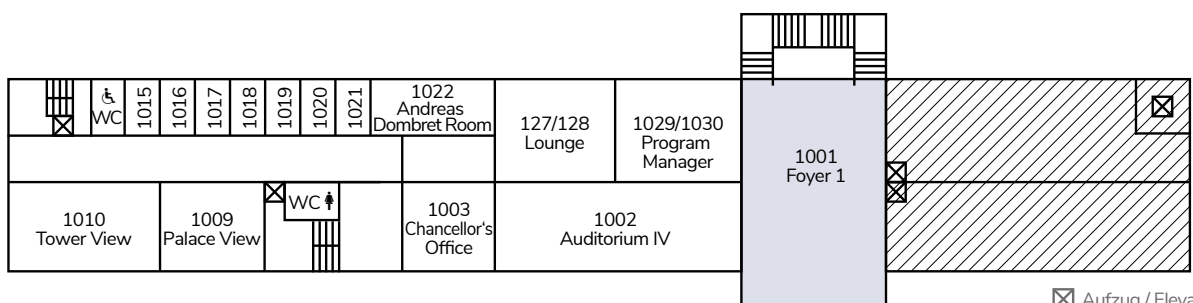 WC
1015
1016
1017
1018
1019
1020
1021
1022
Andreas
Dombret Room
127/128
Lounge
1029/1030
Program
Manager
1001
Foyer 1
1010
Tower View
1009
Palace View
WC
1003
Chancellor's
Office
1002
Auditorium IV
Aufzug / Eleva